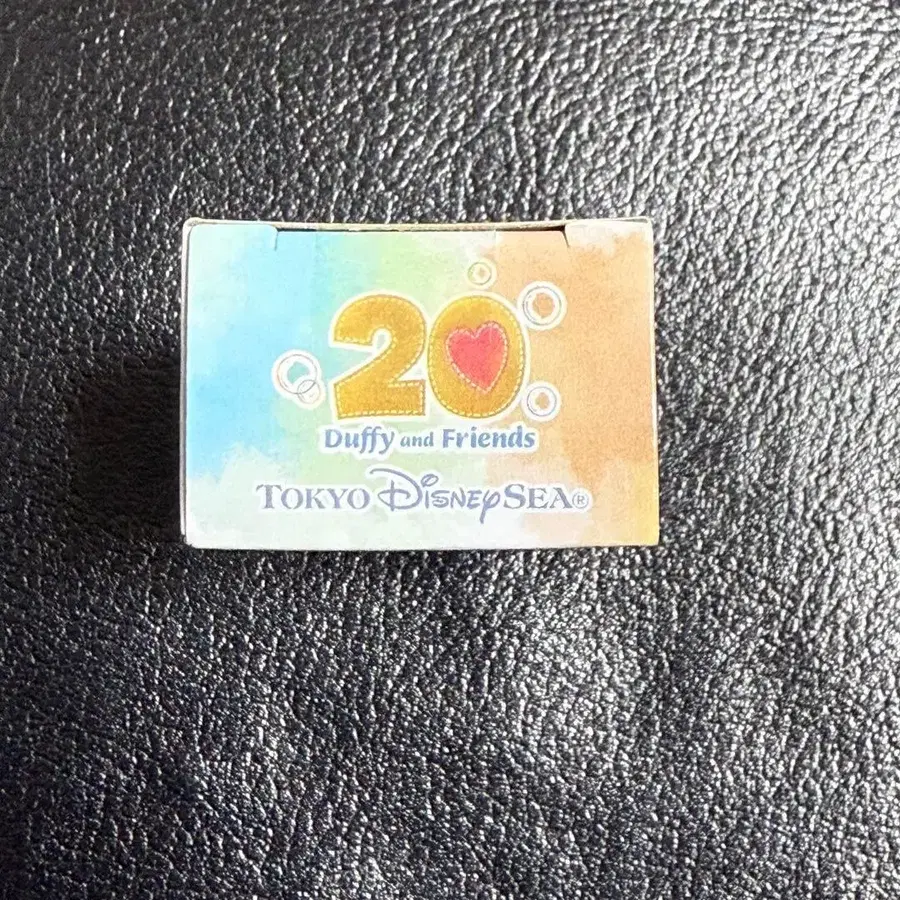 20
Duffy and Friends
TOKYO DISNEYSEA®